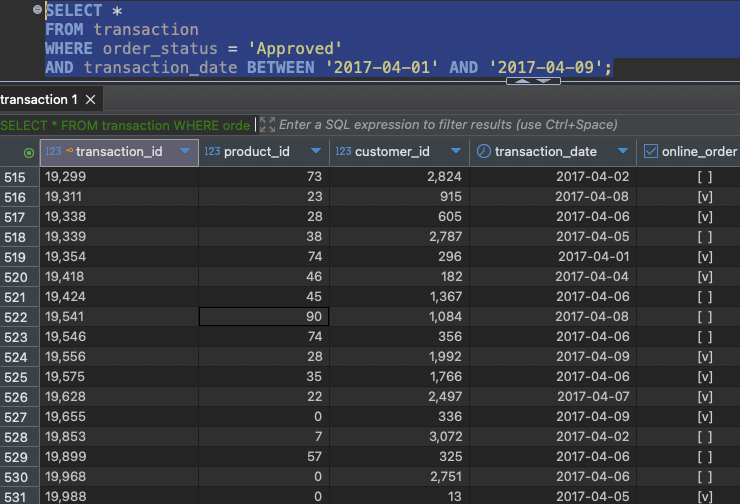 SELECT *
FROM transaction
WHERE order_status = 'Approved'
AND transaction_date BETWEEN '2017-04-01' AND '2017-04-09';
transaction 1 ×
SELECT * FROM transaction WHERE orde Enter a SQL expression to filter results (use Ctrl+Space)
123 transaction_id 123 product_id 123 customer_id transaction_date online_order
515 19,299 73 2,824 2017-04-02 [ ]
516 19,311 23 915 2017-04-08 [v]
517 19,338 28 605 2017-04-06 [v]
518 19,339 38 2,787 2017-04-05 [ ]
519 19,354 74 296 2017-04-01 [v]
520 19,418 46 182 2017-04-04 [v]
521 19,424 45 1,367 2017-04-06 [ ]
522 19,541 90 1,084 2017-04-08 [ ]
523 19,546 74 356 2017-04-06 [ ]
524 19,556 28 1,992 2017-04-09 [v]
525 19,575 35 1,766 2017-04-06 [v]
526 19,628 22 2,497 2017-04-07 [v]
527 19,655 0 336 2017-04-09 [v]
528 19,853 7 3,072 2017-04-02 [ ]
529 19,899 57 325 2017-04-06 [ ]
530 19,968 0 2,751 2017-04-06 [ ]
531 19,988 0 13 2017-04-05 [v]